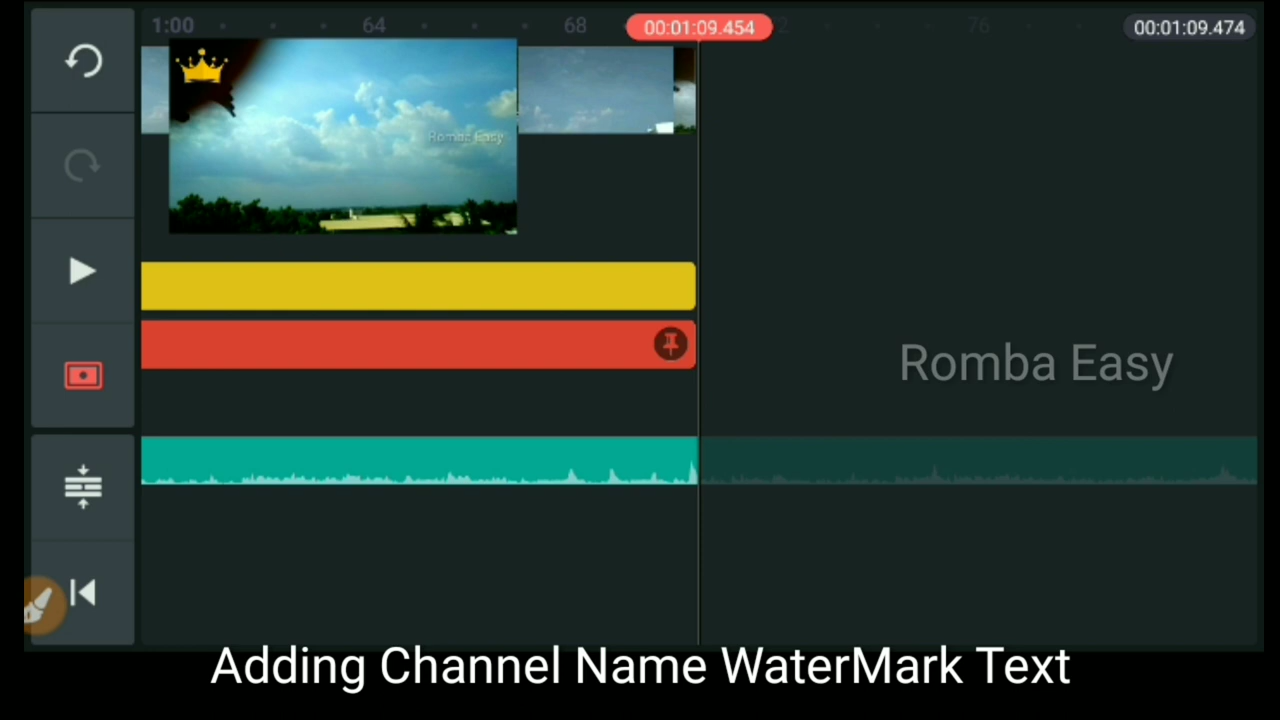 1:00 64 68 00:01:09.454 76 00:01:09.474
Romba Easy
Romba Easy
Adding Channel Name WaterMark Text